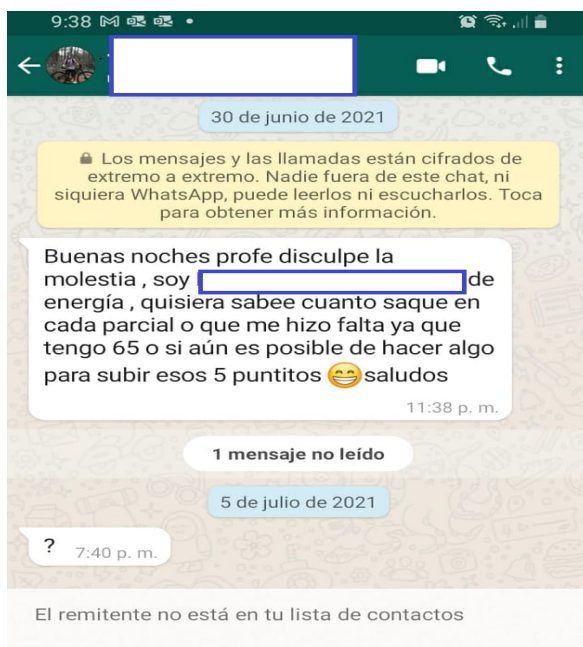 9:38
30 de junio de 2021
Los mensajes y las llamadas están cifrados de
extremo a extremo. Nadie fuera de este chat, ni
siquiera WhatsApp, puede leerlos ni escucharlos. Toca
para obtener más información.
Buenas noches profe disculpe la
molestia , soy de
energía , quisiera sabee cuanto saque en
cada parcial o que me hizo falta ya que
tengo 65 o si aún es posible de hacer algo
para subir esos 5 puntitos 😁saludos
11:38 p. m.
1 mensaje no leído
5 de julio de 2021
? 7:40 p. m.
El remitente no está en tu lista de contactos